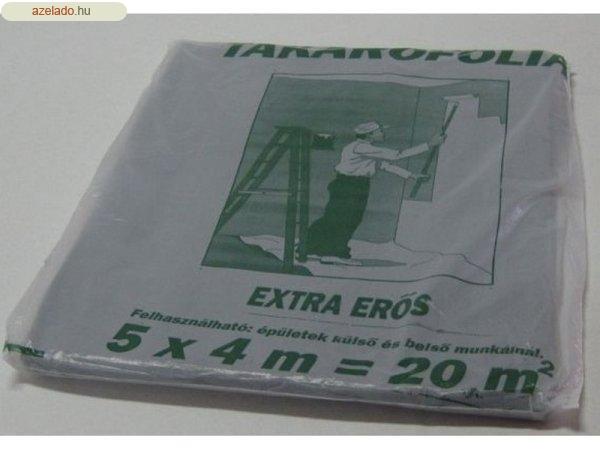 azelado.hu
TAKARÓFÓLIA
EXTRA ERŐS
Felhasználható: épületek külső és belső munkáinál.
5 x 4 m = 20 m²